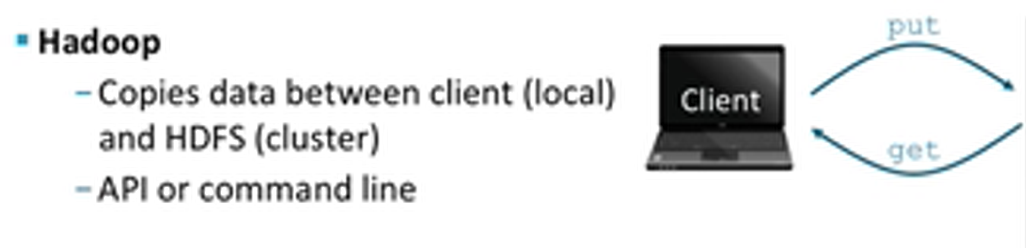 ▪ Hadoop
– Copies data between client (local)
and HDFS (cluster)
– API or command line
put
Client
get